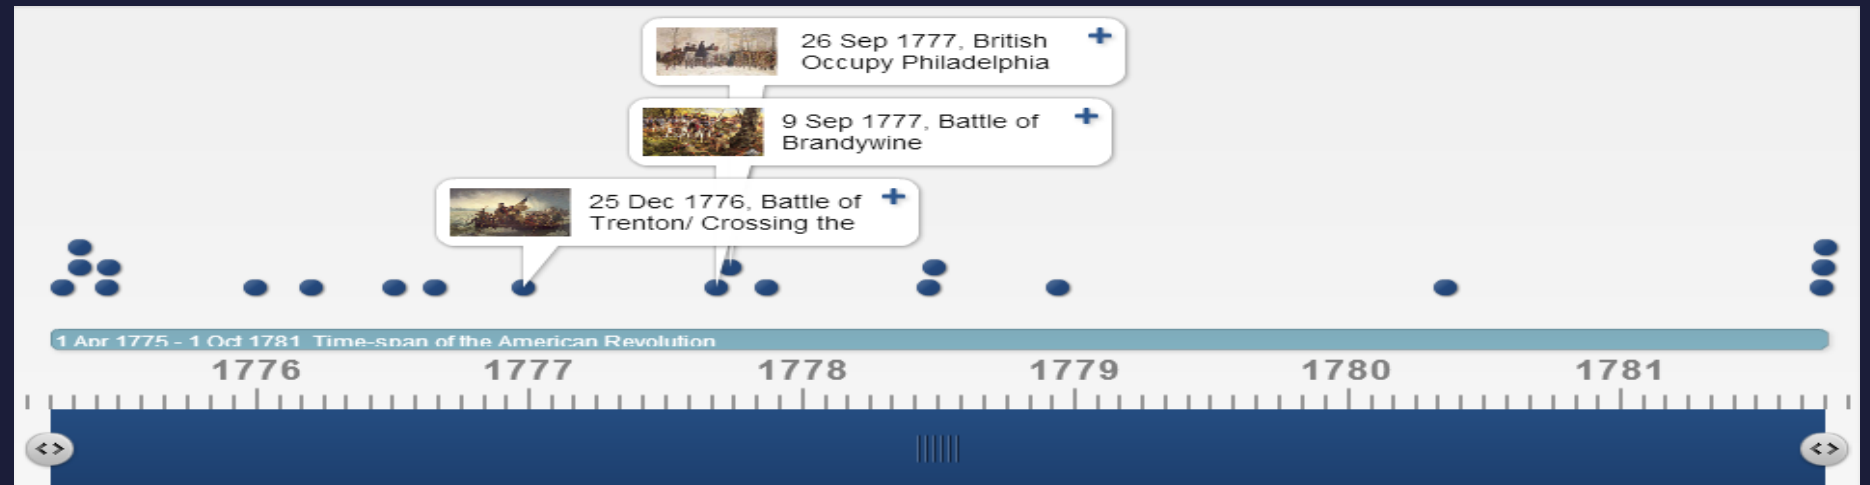 26 Sep 1777, British
Occupy Philadelphia
9 Sep 1777, Battle of
Brandywine
25 Dec 1776, Battle of
Trenton/ Crossing the
1 Apr 1775 - 1 Oct 1781 Time-span of the American Revolution
1776 1777 1778 1779 1780 1781